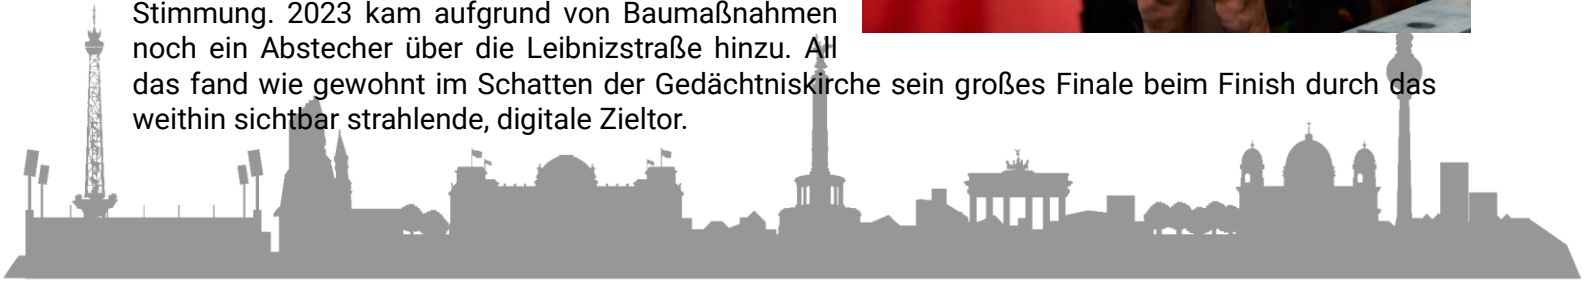 Stimmung. 2023 kam aufgrund von Baumaßnahmen
noch ein Abstecher über die Leibnizstraße hinzu. All
das fand wie gewohnt im Schatten der Gedächtniskirche sein großes Finale beim Finish durch das
weithin sichtbar strahlende, digitale Zieltor.